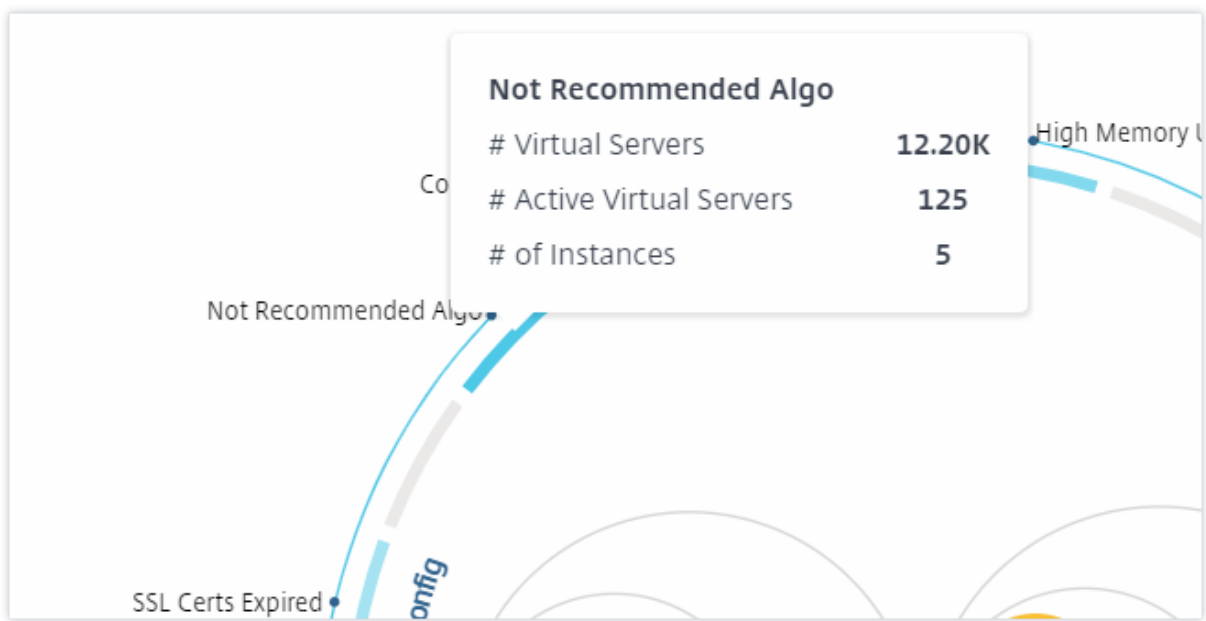 Not Recommended Algo
# Virtual Servers 12.20K
# Active Virtual Servers 125
# of Instances 5
High Memory
Co
Not Recommended Algo
SSL Certs Expired
onfig